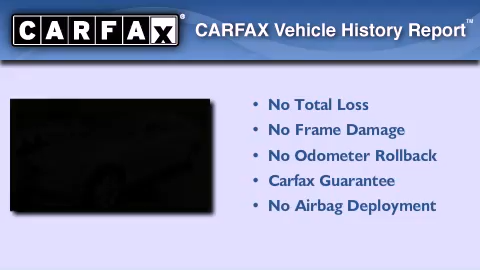 CARFAX® CARFAX Vehicle History Report™
• No Total Loss
• No Frame Damage
• No Odometer Rollback
• Carfax Guarantee
• No Airbag Deployment